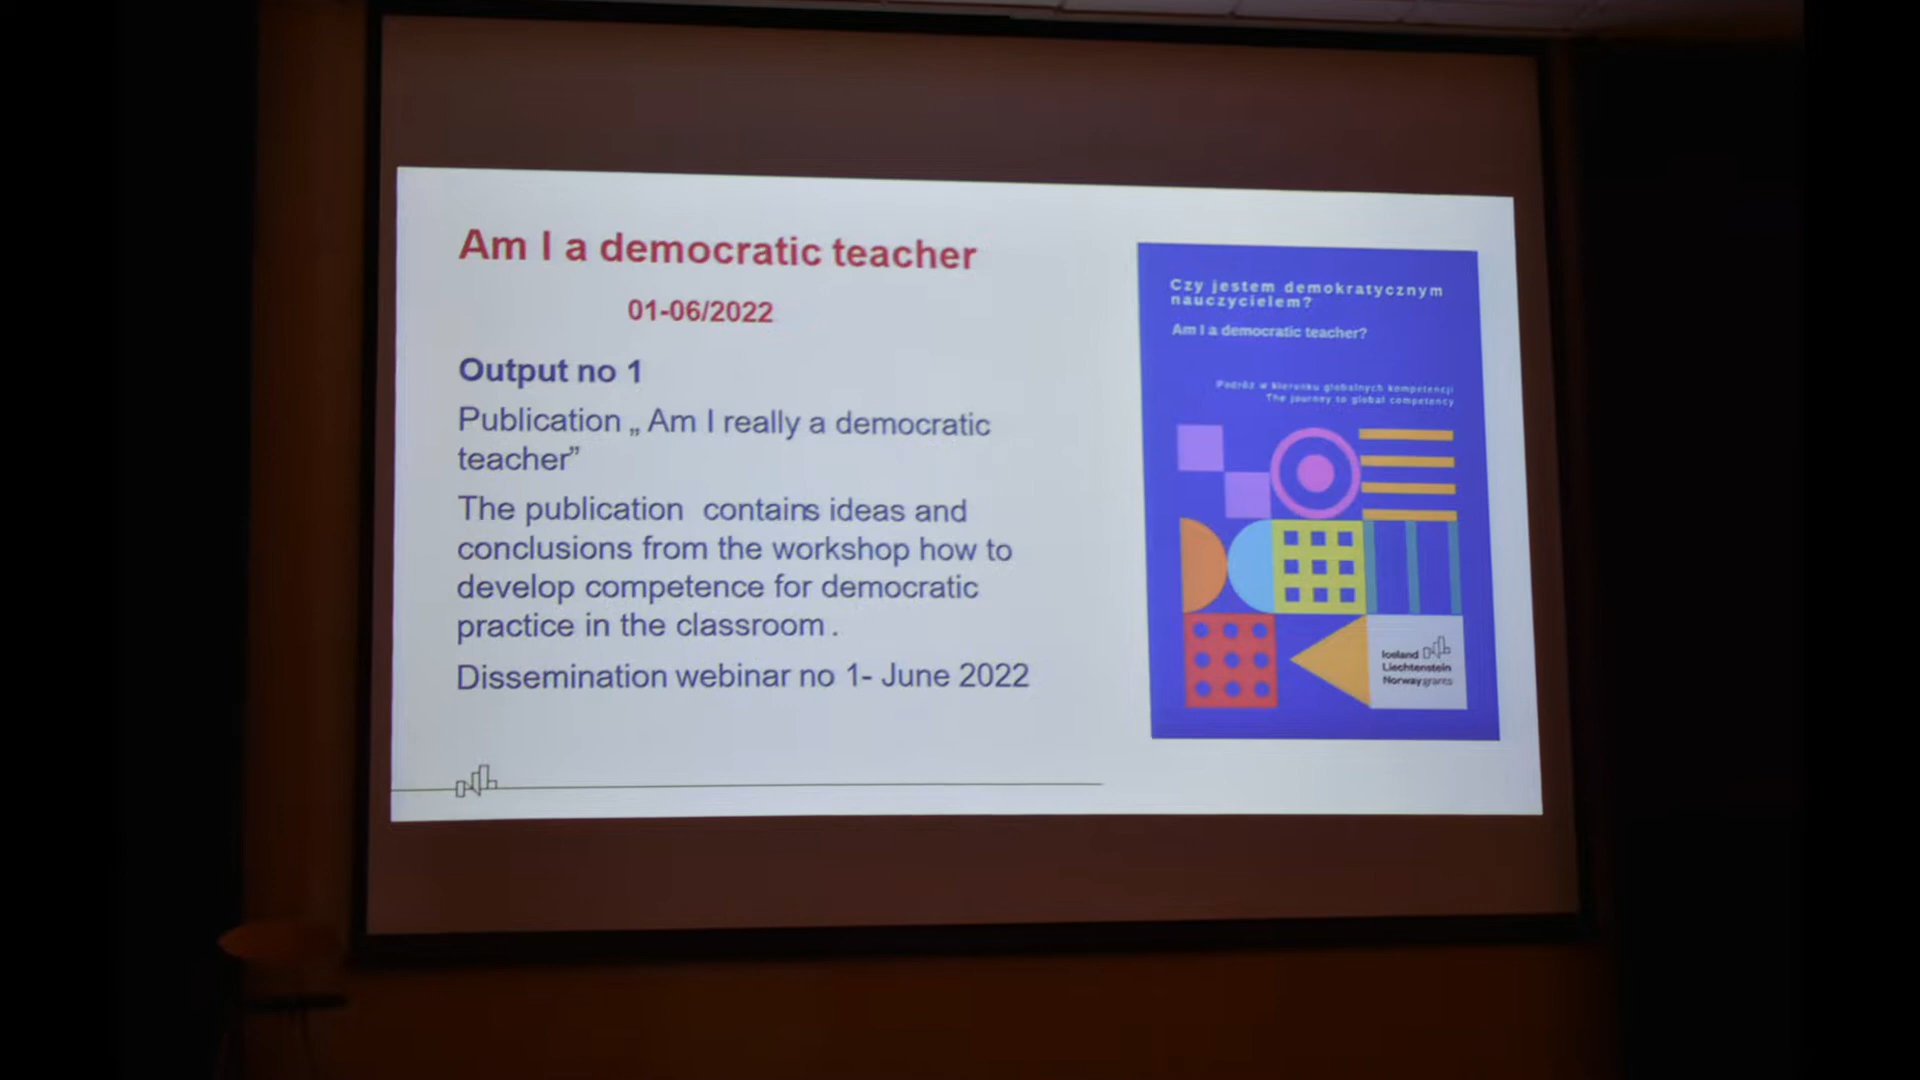 Am I a democratic teacher
01-06/2022
Output no 1
Publication „ Am I really a democratic
teacher”
The publication contains ideas and
conclusions from the workshop how to
develop competence for democratic
practice in the classroom .
Dissemination webinar no 1- June 2022
Czy jestem demokratycznym
nauczycielem?
Am I a democratic teacher?
Podróż w kierunku globalnych kompetencji
The journey to global competency
Iceland
Liechtenstein
Norway grants